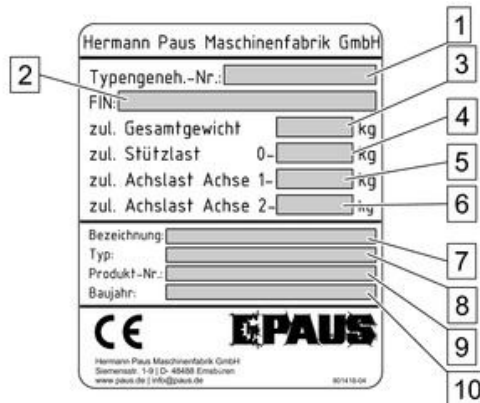 Hermann Paus Maschinenfabrik GmbH
1
2
Typengeneh.-Nr.:
3
FIN:
zul. Gesamtgewicht kg
4
zul. Stützlast 0- kg
5
zul. Achslast Achse 1- kg
6
zul. Achslast Achse 2- kg
Bezeichnung:
7
Typ:
8
Produkt-Nr.:
9
Baujahr:
10
CE PAUS
Hermann Paus Maschinenfabrik GmbH
Siemensstr. 1-9 | D- 48488 Emsbüren
www.paus.de | info@paus.de 901418-04